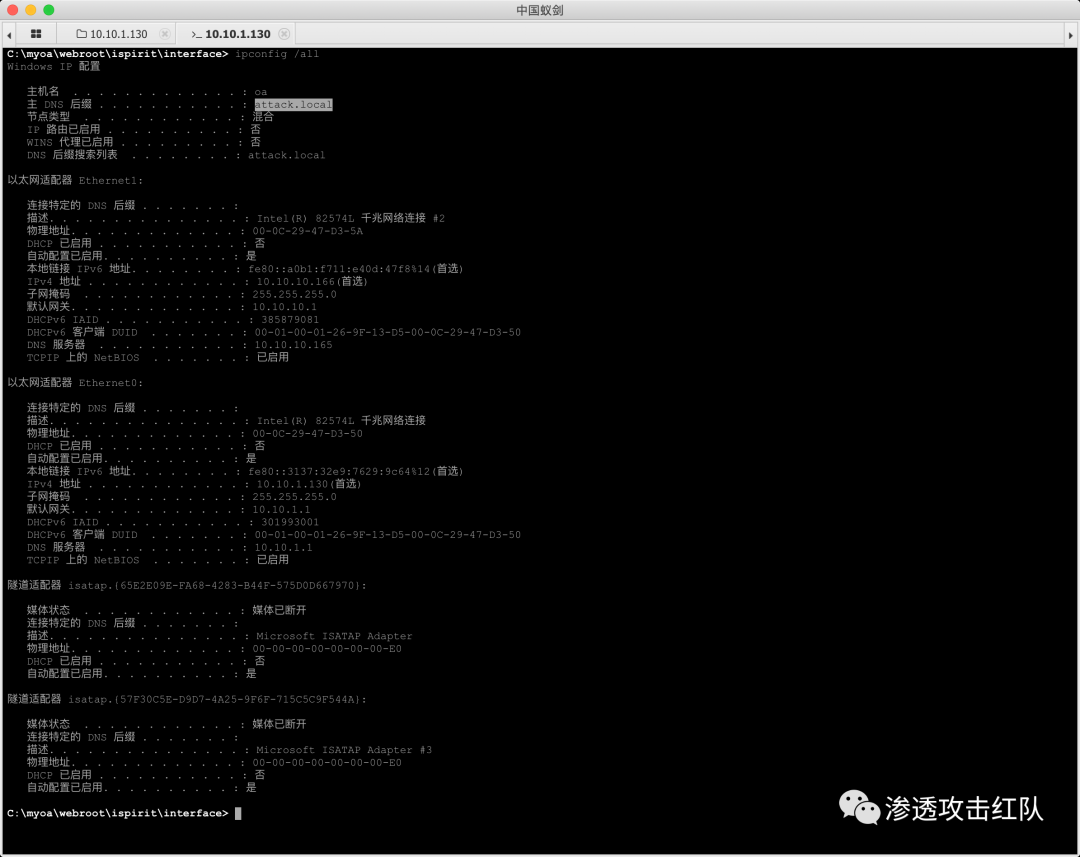 中国蚁剑
10.10.1.130 >_ 10.10.1.130
C:\myoa\webroot\ispirit\interface> ipconfig /all
Windows IP 配置
主机名 . . . . . . . . . . . . . : oa
主 DNS 后缀 . . . . . . . . . . . : attack.local
节点类型 . . . . . . . . . . . . : 混合
IP 路由已启用 . . . . . . . . . . : 否
WINS 代理已启用 . . . . . . . . . : 否
DNS 后缀搜索列表 . . . . . . . . : attack.local
以太网适配器 Ethernet1:
连接特定的 DNS 后缀 . . . . . . . :
描述. . . . . . . . . . . . . . . : Intel(R) 82574L 千兆网络连接 #2
物理地址. . . . . . . . . . . . . : 00-0C-29-47-D3-5A
DHCP 已启用 . . . . . . . . . . . : 否
自动配置已启用. . . . . . . . . . : 是
本地链接 IPv6 地址. . . . . . . . : fe80::a0b1:f711:e40d:47f8%14(首选)
IPv4 地址 . . . . . . . . . . . . : 10.10.10.166(首选)
子网掩码 . . . . . . . . . . . . : 255.255.255.0
默认网关. . . . . . . . . . . . . : 10.10.10.1
DHCPv6 IAID . . . . . . . . . . . : 385879081
DHCPv6 客户端 DUID . . . . . . . : 00-01-00-01-26-9F-13-D5-00-0C-29-47-D3-50
DNS 服务器 . . . . . . . . . . . : 10.10.10.165
TCPIP 上的 NetBIOS . . . . . . . : 已启用
以太网适配器 Ethernet0:
连接特定的 DNS 后缀 . . . . . . . :
描述. . . . . . . . . . . . . . . : Intel(R) 82574L 千兆网络连接
物理地址. . . . . . . . . . . . . : 00-0C-29-47-D3-50
DHCP 已启用 . . . . . . . . . . . : 否
自动配置已启用. . . . . . . . . . : 是
本地链接 IPv6 地址. . . . . . . . : fe80::3137:32e9:7629:9c64%12(首选)
IPv4 地址 . . . . . . . . . . . . : 10.10.1.130(首选)
子网掩码 . . . . . . . . . . . . : 255.255.255.0
默认网关. . . . . . . . . . . . . : 10.10.1.1
DHCPv6 IAID . . . . . . . . . . . : 301993001
DHCPv6 客户端 DUID . . . . . . . : 00-01-00-01-26-9F-13-D5-00-0C-29-47-D3-50
DNS 服务器 . . . . . . . . . . . : 10.10.1.1
TCPIP 上的 NetBIOS . . . . . . . : 已启用
隧道适配器 isatap.{65E2E09E-FA68-4283-B44F-575D0D667970}:
媒体状态 . . . . . . . . . . . . : 媒体已断开
连接特定的 DNS 后缀 . . . . . . . :
描述. . . . . . . . . . . . . . . : Microsoft ISATAP Adapter
物理地址. . . . . . . . . . . . . : 00-00-00-00-00-00-00-E0
DHCP 已启用 . . . . . . . . . . . : 否
自动配置已启用. . . . . . . . . . : 是
隧道适配器 isatap.{57F30C5E-D9D7-4A25-9F6F-715C5C9F544A}:
媒体状态 . . . . . . . . . . . . : 媒体已断开
连接特定的 DNS 后缀 . . . . . . . :
描述. . . . . . . . . . . . . . . : Microsoft ISATAP Adapter #3
物理地址. . . . . . . . . . . . . : 00-00-00-00-00-00-00-E0
DHCP 已启用 . . . . . . . . . . . : 否
自动配置已启用. . . . . . . . . . : 是
C:\myoa\webroot\ispirit\interface>
渗透攻击红队